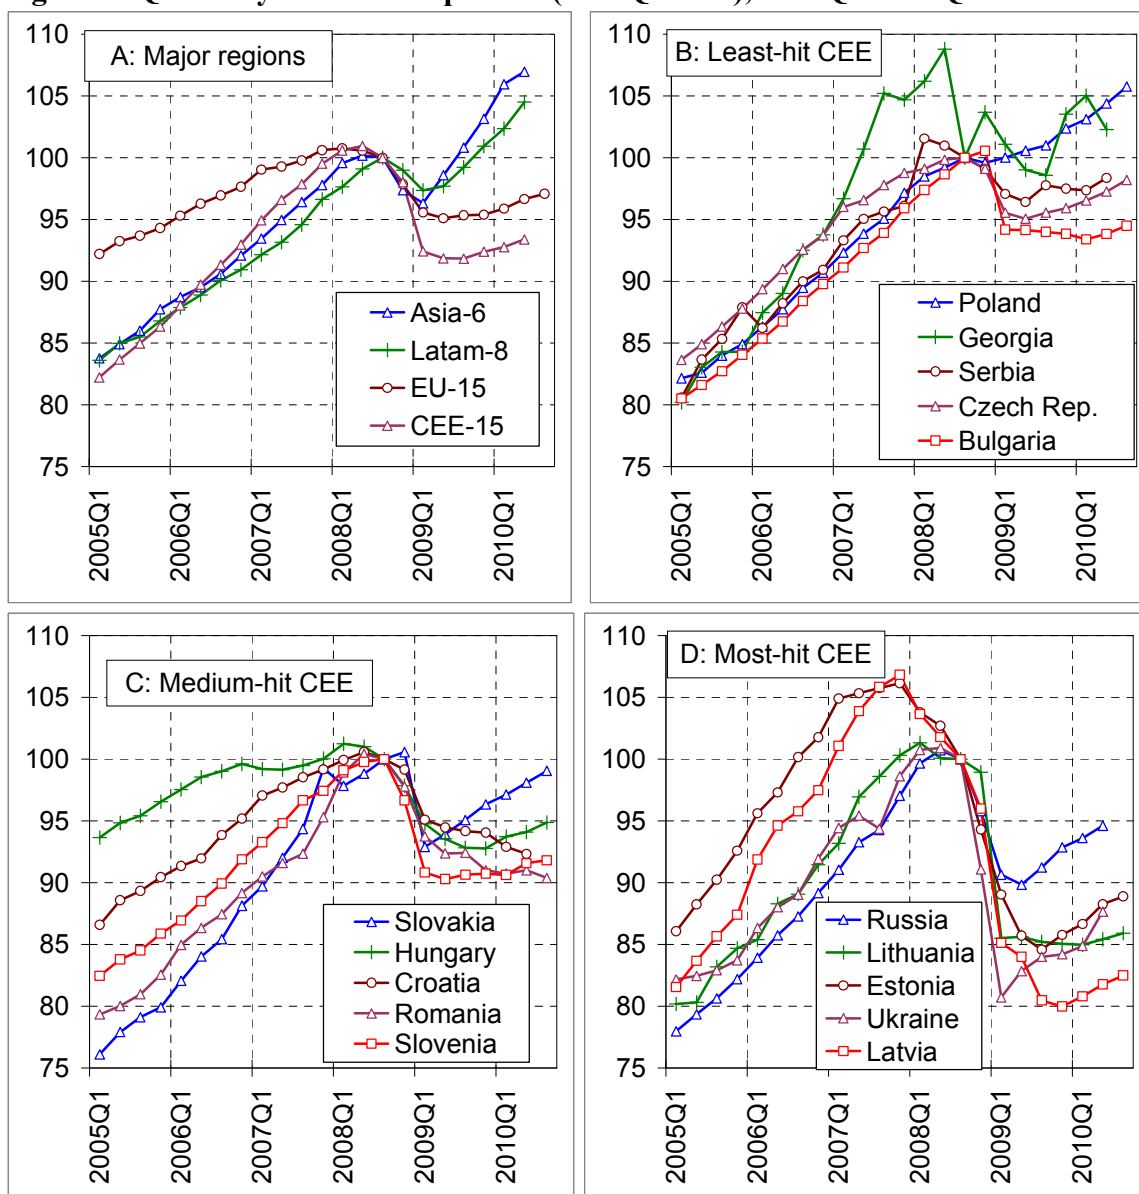 A: Major regions
110
105
100
95
90
85
80
75
Asia-6
Latam-8
EU-15
CEE-15
2005Q1
2006Q1
2007Q1
2008Q1
2009Q1
2010Q1
B: Least-hit CEE
110
105
100
95
90
85
80
75
Poland
Georgia
Serbia
Czech Rep.
Bulgaria
2005Q1
2006Q1
2007Q1
2008Q1
2009Q1
2010Q1
C: Medium-hit CEE
110
105
100
95
90
85
80
75
Slovakia
Hungary
Croatia
Romania
Slovenia
2005Q1
2006Q1
2007Q1
2008Q1
2009Q1
2010Q1
D: Most-hit CEE
110
105
100
95
90
85
80
75
Russia
Lithuania
Estonia
Ukraine
Latvia
2005Q1
2006Q1
2007Q1
2008Q1
2009Q1
2010Q1